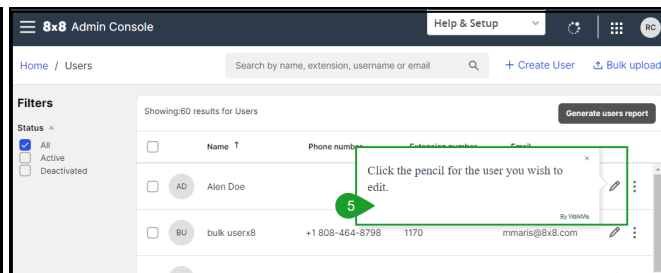 8x8 Admin Console
Help & Setup
RC
Home / Users
Search by name, extension, username or email
+ Create User
Bulk upload
Filters
Status
All
Active
Deactivated
Showing:60 results for Users
Generate users report
Name ↑
Phone number
Extension number
Email
AD
Alen Doe
×
Click the pencil for the user you wish to
edit.
By WalkMe
5
BU
bulk userx8
+1 808-464-8798
1170
mmaris@8x8.com